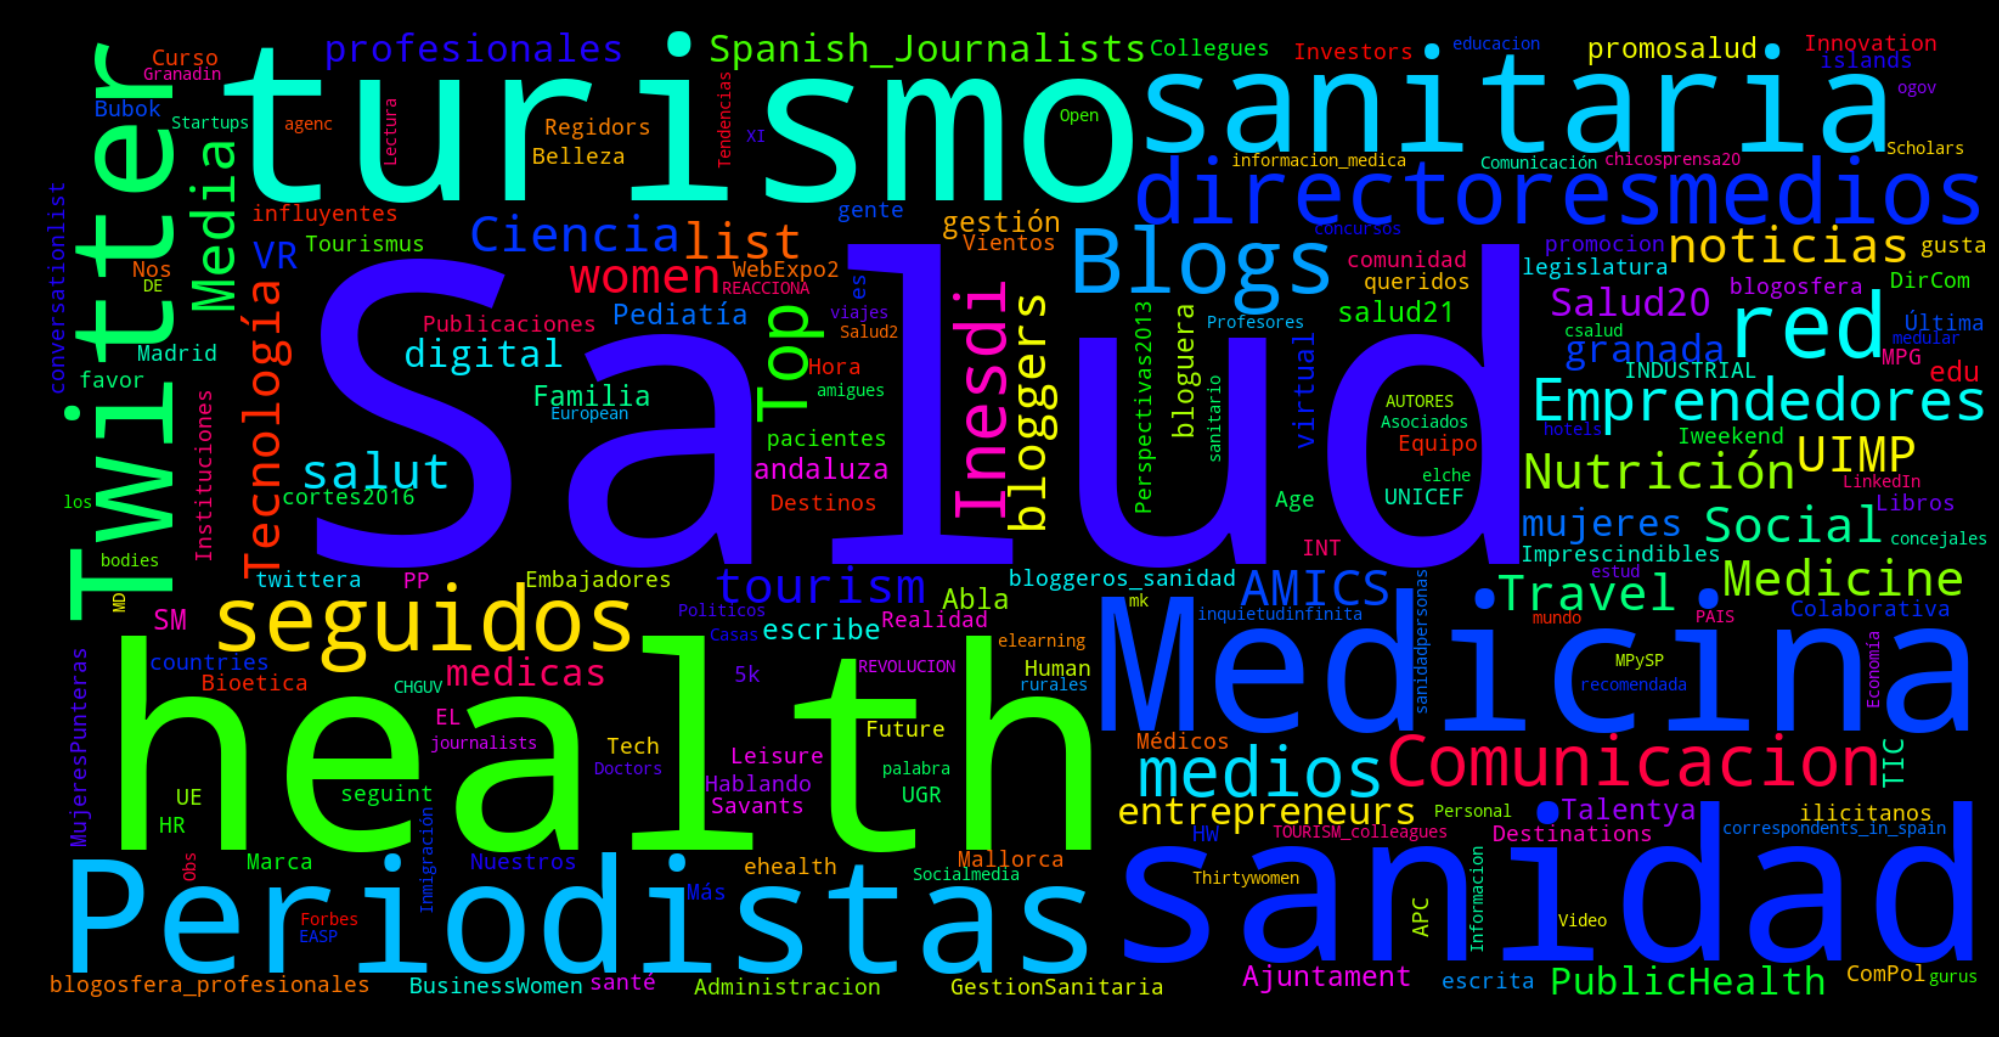 profesionales
Spanish_Journalists
Collegues
Investors
educacion
promosalud
Innovation
islands
Curso
Granadin
Bubok
Startups
agenc
Lectura
turismo
Regidors
Belleza
Tendencias
XI
Open
sanitaria
ogov
Scholars
Twitter
Media
informacion_medica
Comunicación
chicosprensa20
directoresmedios
conversationlist
influyentes
Tourismus
VR
Nos
DE
Ciencia
list
gente
gestión
Vientos
women
WebExpo2
REACCIONA
es
Blogs
concursos
comunidad
queridos
promocion
legislatura
noticias
gusta
blogosfera
DirCom
Salud20
red
Última
medular
csalud
granada
MPG
INDUSTRIAL
edu
Madrid
favor
Tecnología
Publicaciones
Pediatía
digital
Familia
European
Top
viajes
Salud2
Hora
amigues
pacientes
andaluza
Destinos
Salud
Inesdi
bloggers
Perspectivas2013
bloguera
sanitario
Profesores
virtual
salud21
AUTORES
Asociados
Equipo
elche
UNICEF
Age
INT
Emprendedores
hotels
Iweekend
UIMP
Nutrición
LinkedIn
Libros
mujeres
Social
concejales
Imprescindibles
Instituciones
salut
cortes2016
los
bodies
MD
twittera
PP
Embajadores
tourism
Abla
bloggeros_sanidad
mk
AMICS
inquietudinfinita
sanidadpersonas
estud
Travel
Medicine
mundo
PAIS
Colaborativa
SM
seguidos
Politicos
Casas
escribe
Realidad
elearning
Human
rurales
MujeresPunteras
countries
Bioetica
CHGUV
medicas
5k
REVOLUCION
Medicina
MPySP
recomendada
Economía
health
EL
journalists
Tech
Doctors
Leisure
Hablando
Savants
Future
palabra
UGR
UE
HR
seguint
Médicos
medios
Comunicacion
TIC
entrepreneurs
Personal
Talentya
ilicitanos
HW
TOURISM_colleagues
Destinations
correspondents_in_spain
Obs
Marca
Inmigración
Nuestros
ehealth
Mallorca
Socialmedia
Más
Periodistas
Forbes
EASP
Thirtywomen
APC
Informacion
Video
sanidad
blogosfera_profesionales
BusinessWomen
santé
Administracion
GestionSanitaria
Ajuntament
escrita
PublicHealth
ComPol
gurus